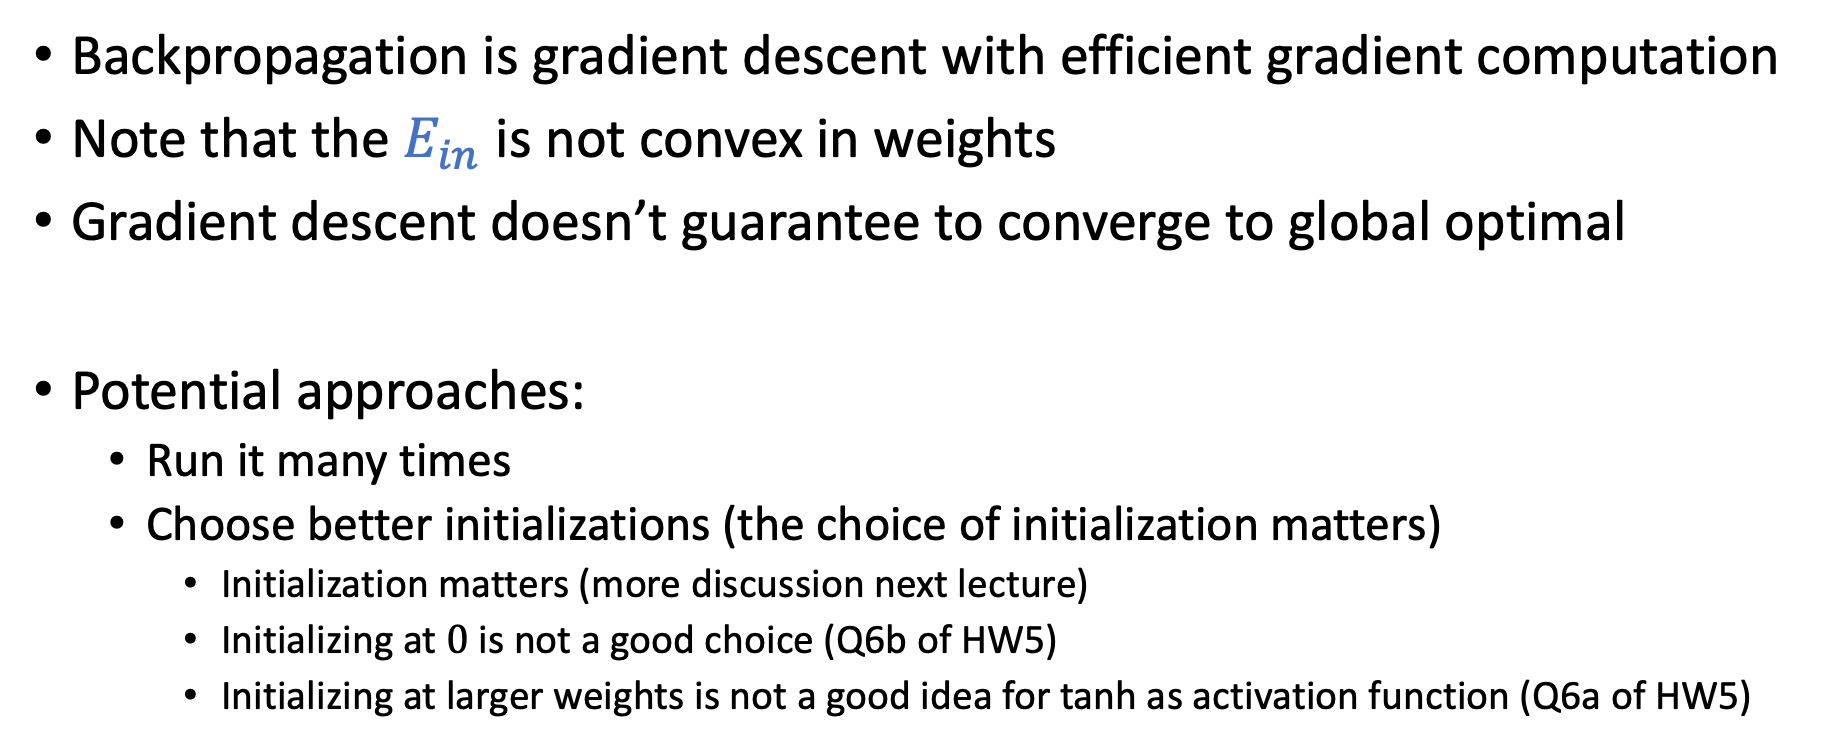 • Backpropagation is gradient descent with efficient gradient computation
• Note that the E_in is not convex in weights
• Gradient descent doesn’t guarantee to converge to global optimal
• Potential approaches:
• Run it many times
• Choose better initializations (the choice of initialization matters)
• Initialization matters (more discussion next lecture)
• Initializing at 0 is not a good choice (Q6b of HW5)
• Initializing at larger weights is not a good idea for tanh as activation function (Q6a of HW5)